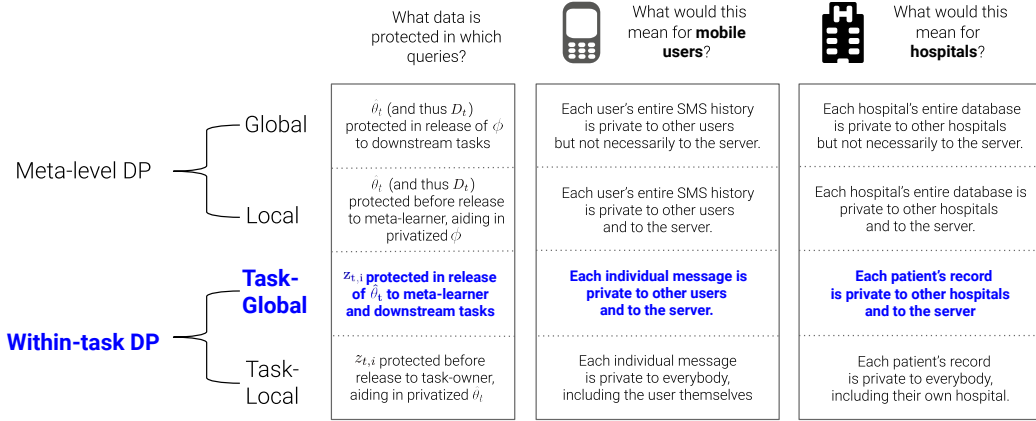 What data is
protected in which
queries?
What would this
mean for mobile
users?
H
What would this
mean for
hospitals?
Meta-level DP
Global
θ̂_t (and thus D_t)
protected in release of ϕ
to downstream tasks
Each user's entire SMS history
is private to other users
but not necessarily to the server.
Each hospital's entire database
is private to other hospitals
but not necessarily to the server.
Local
θ̂_t (and thus D_t)
protected before release
to meta-learner, aiding in
privatized ϕ
Each user's entire SMS history
is private to other users
and to the server.
Each hospital's entire database is
private to other hospitals
and to the server.
Within-task DP
Task-
Global
z_{t,i} protected in release
of θ̂_t to meta-learner
and downstream tasks
Each individual message is
private to other users
and to the server.
Each patient's record
is private to other hospitals
and to the server
Task-
Local
z_{t,i} protected before
release to task-owner,
aiding in privatized θ̂_t
Each individual message
is private to everybody,
including the user themselves
Each patient's record
is private to everybody,
including their own hospital.